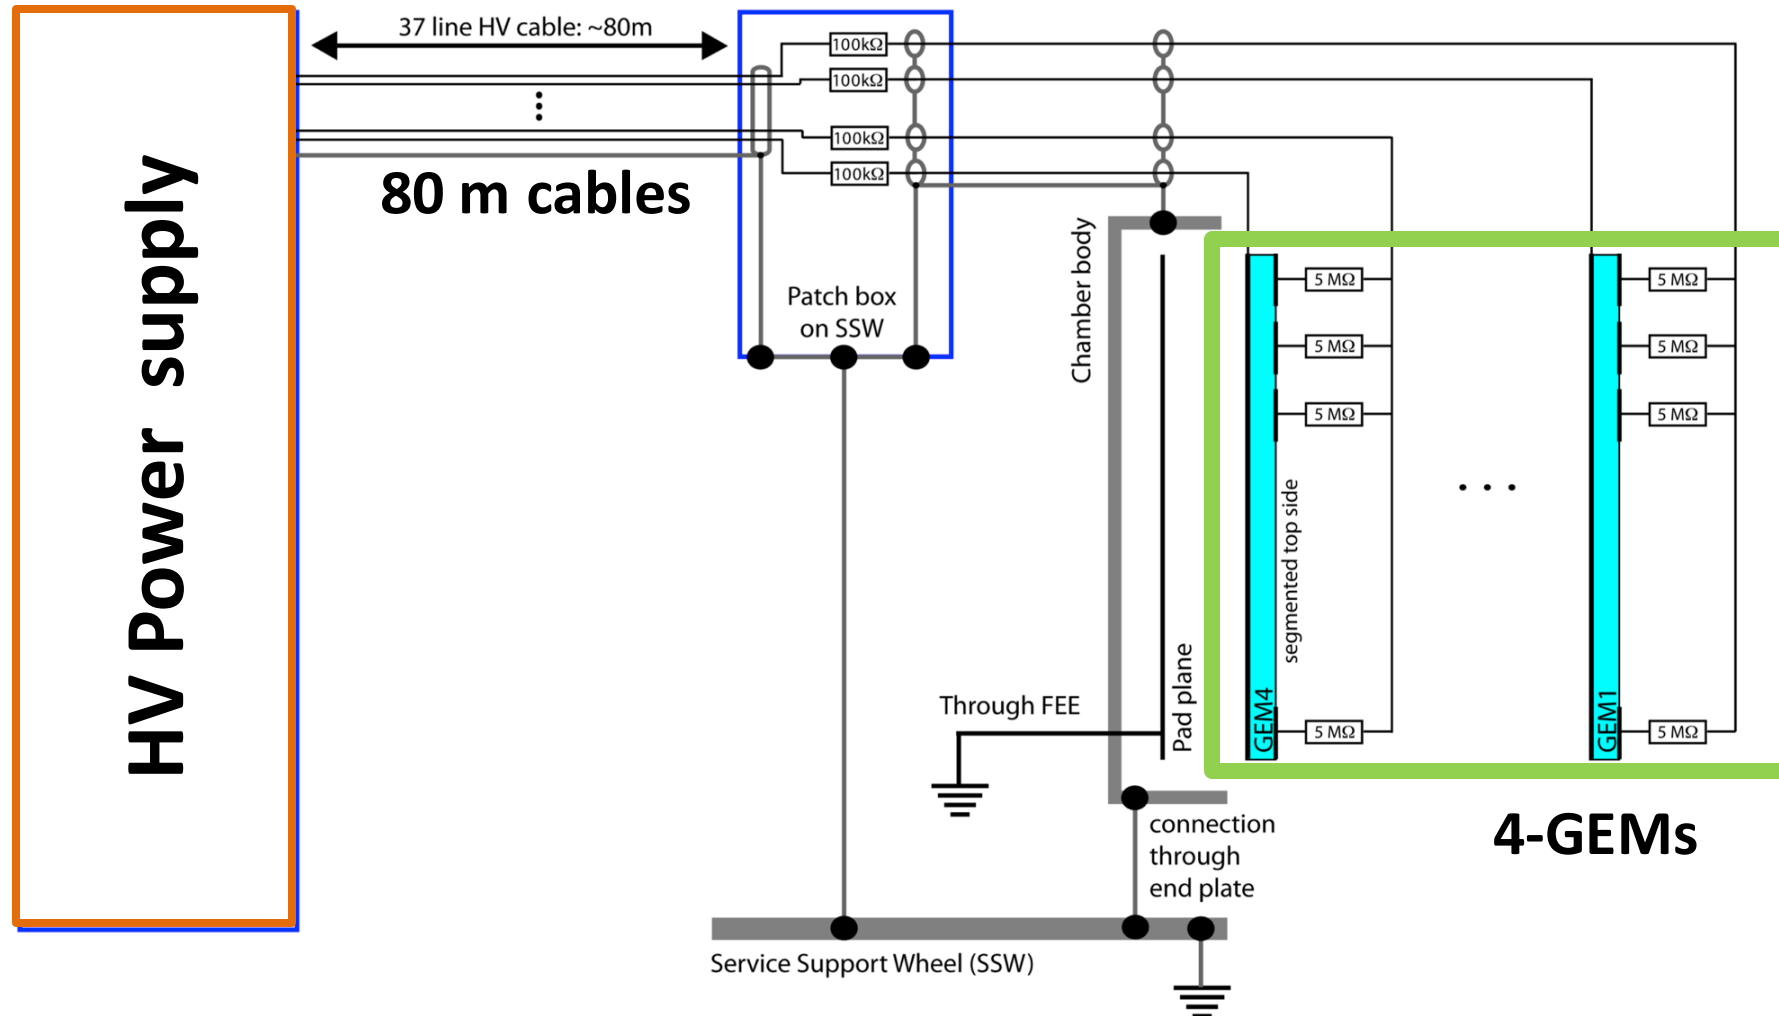 HV Power supply
37 line HV cable: ~80m
80 m cables
100kΩ
100kΩ
100kΩ
100kΩ
Patch box
on SSW
Chamber body
Pad plane
Through FEE
connection
through
end plate
Service Support Wheel (SSW)
GEM4
segmented top side
5 MΩ
5 MΩ
5 MΩ
5 MΩ
. . .
GEM1
5 MΩ
5 MΩ
5 MΩ
5 MΩ
4-GEMs